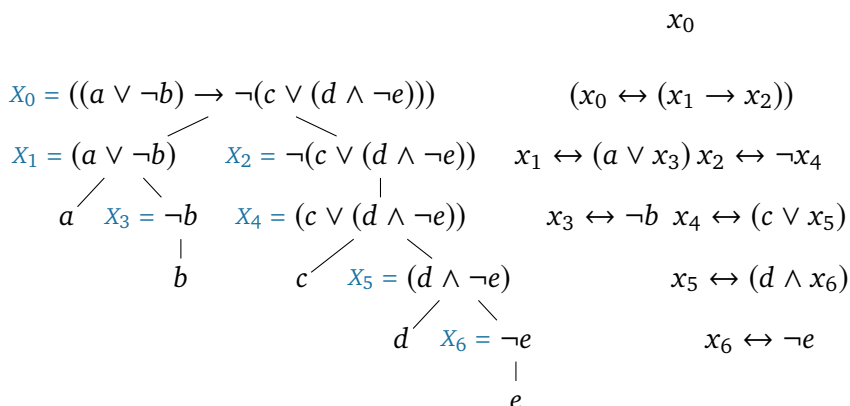 x₀
X₀ = ((a ∨ ¬b) → ¬(c ∨ (d ∧ ¬e))) (x₀ ↔ (x₁ → x₂))
X₁ = (a ∨ ¬b) X₂ = ¬(c ∨ (d ∧ ¬e)) x₁ ↔ (a ∨ x₃) x₂ ↔ ¬x₄
a X₃ = ¬b X₄ = (c ∨ (d ∧ ¬e)) x₃ ↔ ¬b x₄ ↔ (c ∨ x₅)
b c X₅ = (d ∧ ¬e) x₅ ↔ (d ∧ x₆)
d X₆ = ¬e x₆ ↔ ¬e
e